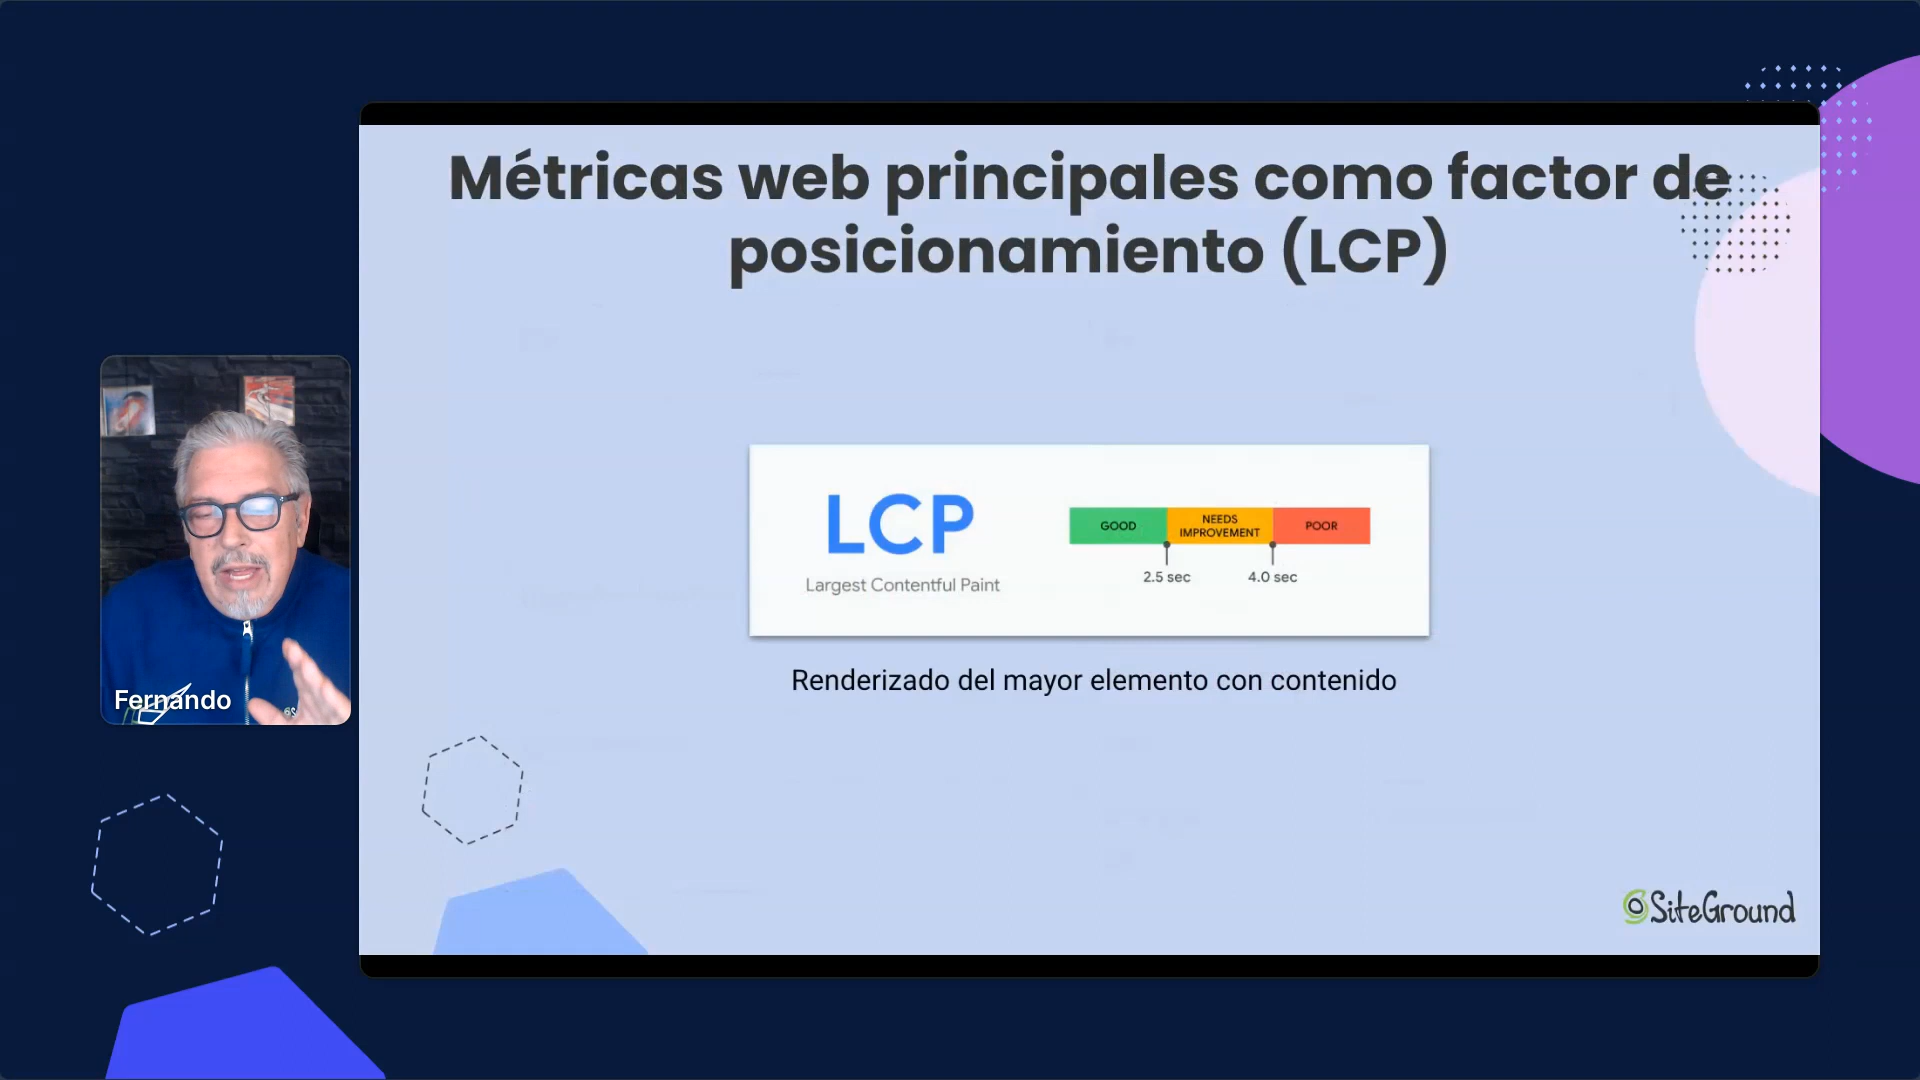 Métricas web principales como factor de
posicionamiento (LCP)
LCP
Largest Contentful Paint
GOOD
NEEDS
IMPROVEMENT
POOR
2.5 sec
4.0 sec
Renderizado del mayor elemento con contenido
Fernando
SiteGround